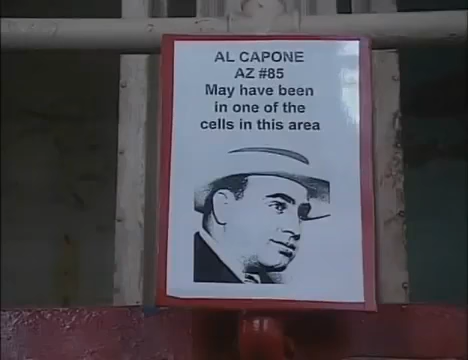 AL CAPONE
AZ #85
May have been
in one of the
cells in this area